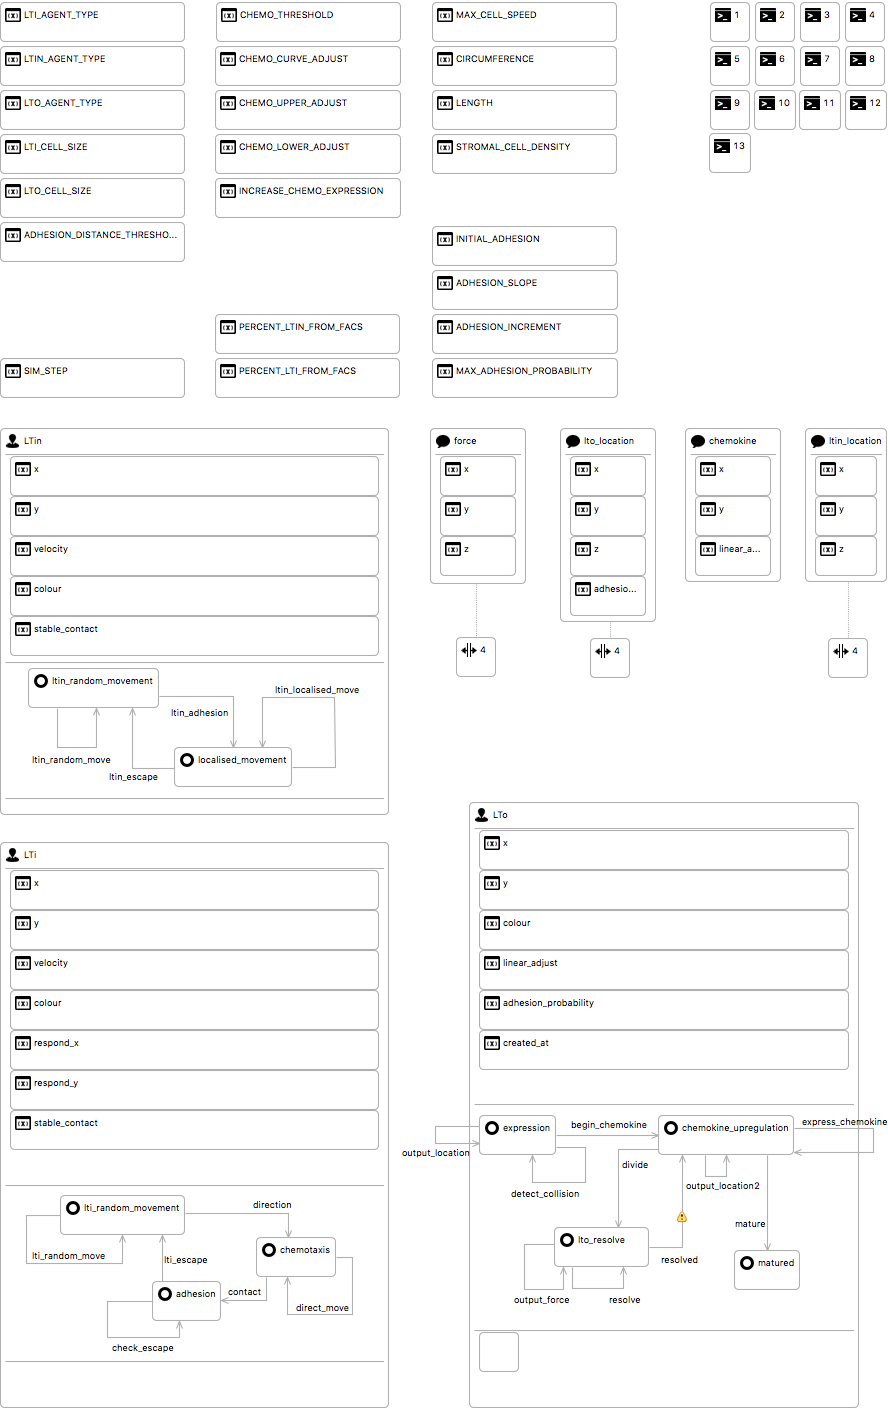 LTI_AGENT_TYPE
CHEMO_THRESHOLD
MAX_CELL_SPEED
1
2
3
4
LTIN_AGENT_TYPE
CHEMO_CURVE_ADJUST
CIRCUMFERENCE
5
6
7
8
LTO_AGENT_TYPE
CHEMO_UPPER_ADJUST
LENGTH
9
10
11
12
LTI_CELL_SIZE
CHEMO_LOWER_ADJUST
STROMAL_CELL_DENSITY
13
LTO_CELL_SIZE
INCREASE_CHEMO_EXPRESSION
ADHESION_DISTANCE_THRESHO...
INITIAL_ADHESION
ADHESION_SLOPE
PERCENT_LTIN_FROM_FACS
ADHESION_INCREMENT
SIM_STEP
PERCENT_LTI_FROM_FACS
MAX_ADHESION_PROBABILITY
LTin
x
y
velocity
colour
stable_contact
ltin_random_movement
ltin_localised_move
ltin_adhesion
ltin_random_move
localised_movement
ltin_escape
force
x
y
z
4
lto_location
x
y
z
adhesio...
4
chemokine
x
y
linear_a...
ltin_location
x
y
z
4
LTi
x
y
velocity
colour
respond_x
respond_y
stable_contact
lti_random_movement
direction
lti_random_move
lti_escape
chemotaxis
adhesion
contact
direct_move
check_escape
LTo
x
y
colour
linear_adjust
adhesion_probability
created_at
expression
begin_chemokine
chemokine_upregulation
express_chemokine
output_location
divide
detect_collision
output_location2
mature
lto_resolve
resolved
matured
output_force
resolve